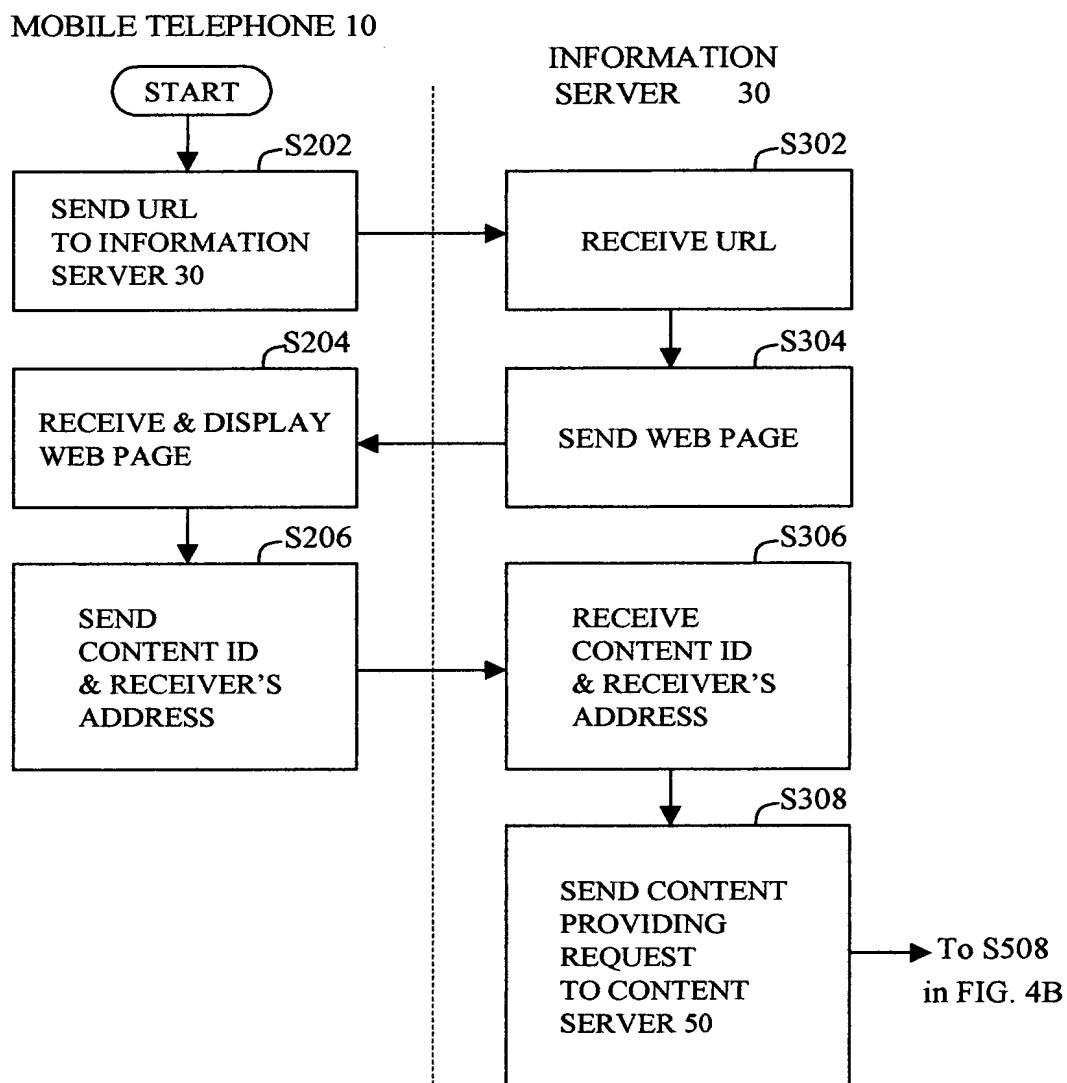 MOBILE TELEPHONE 10
INFORMATION
SERVER 30
START
S202
SEND URL
TO INFORMATION
SERVER 30
S302
RECEIVE URL
S204
RECEIVE & DISPLAY
WEB PAGE
S304
SEND WEB PAGE
S206
SEND
CONTENT ID
& RECEIVER'S
ADDRESS
S306
RECEIVE
CONTENT ID
& RECEIVER'S
ADDRESS
S308
SEND CONTENT
PROVIDING
REQUEST
TO CONTENT
SERVER 50
To S508
in FIG. 4B